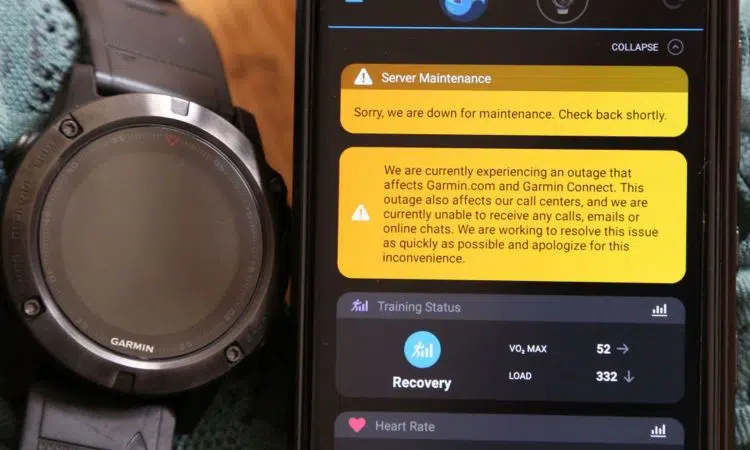 COLLAPSE
Server Maintenance
Sorry, we are down for maintenance. Check back shortly.
We are currently experiencing an outage that
affects Garmin.com and Garmin Connect. This
outage also affects our call centers, and we are
currently unable to receive any calls, emails or
online chats. We are working to resolve this issue
as quickly as possible and apologize for this
inconvenience.
Training Status
VO₂ MAX 52
LOAD 332
Recovery
Heart Rate
GARMIN